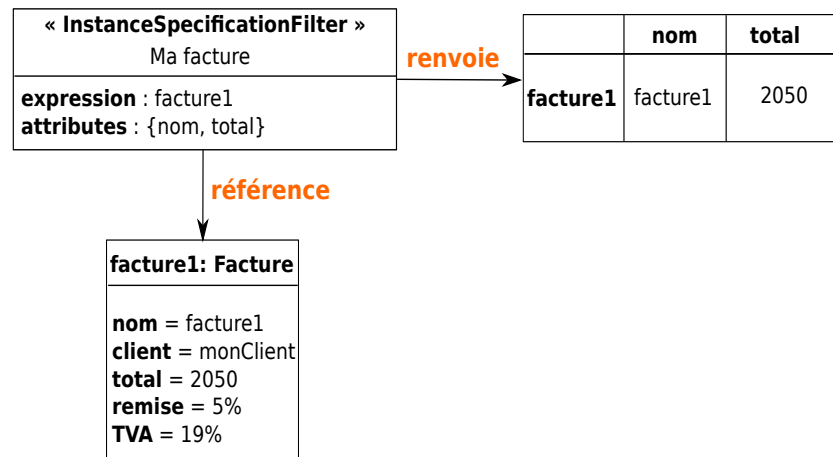 « InstanceSpecificationFilter »
Ma facture
expression : facture1
attributes : {nom, total}
renvoie
nom total
facture1 facture1 2050
référence
facture1: Facture
nom = facture1
client = monClient
total = 2050
remise = 5%
TVA = 19%